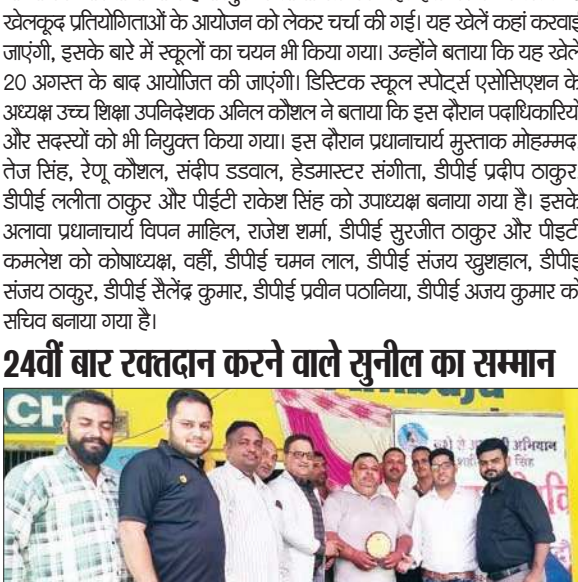 खेलकूद प्रतियोगिताओं के आयोजन को लेकर चर्चा की गई। यह खेलें कहां करवाई
जाएंगी, इसके बारे में स्कूलों का चयन भी किया गया। उन्होंने बताया कि यह खेलें
20 अगस्त के बाद आयोजित की जाएंगी। डिस्टिक स्कूल स्पोर्ट्स एसोसिएशन के
अध्यक्ष उच्च शिक्षा उपनिदेशक अनिल कौशल ने बताया कि इस दौरान पदाधिकारियों
और सदस्यों को भी नियुक्त किया गया। इस दौरान प्रधानाचार्य मुस्ताक मोहम्मद,
तेज सिंह, रेणू कौशल, संदीप डडवाल, हेडमास्टर संगीता, डीपीई प्रदीप ठाकुर,
डीपीई ललीता ठाकुर और पीईटी राकेश सिंह को उपाध्यक्ष बनाया गया है। इसके
अलावा प्रधानाचार्य विपन माहिल, राजेश शर्मा, डीपीई सुरजीत ठाकुर और पीइटी
कमलेश को कोषाध्यक्ष, वहीं, डीपीई चमन लाल, डीपीई संजय खुशहाल, डीपीई
संजय ठाकुर, डीपीई सैलेंद्र कुमार, डीपीई प्रवीन पठानिया, डीपीई अजय कुमार को
सचिव बनाया गया है।
24वीं बार रक्तदान करने वाले सुनील का सम्मान
CH
अभियान
सिंह